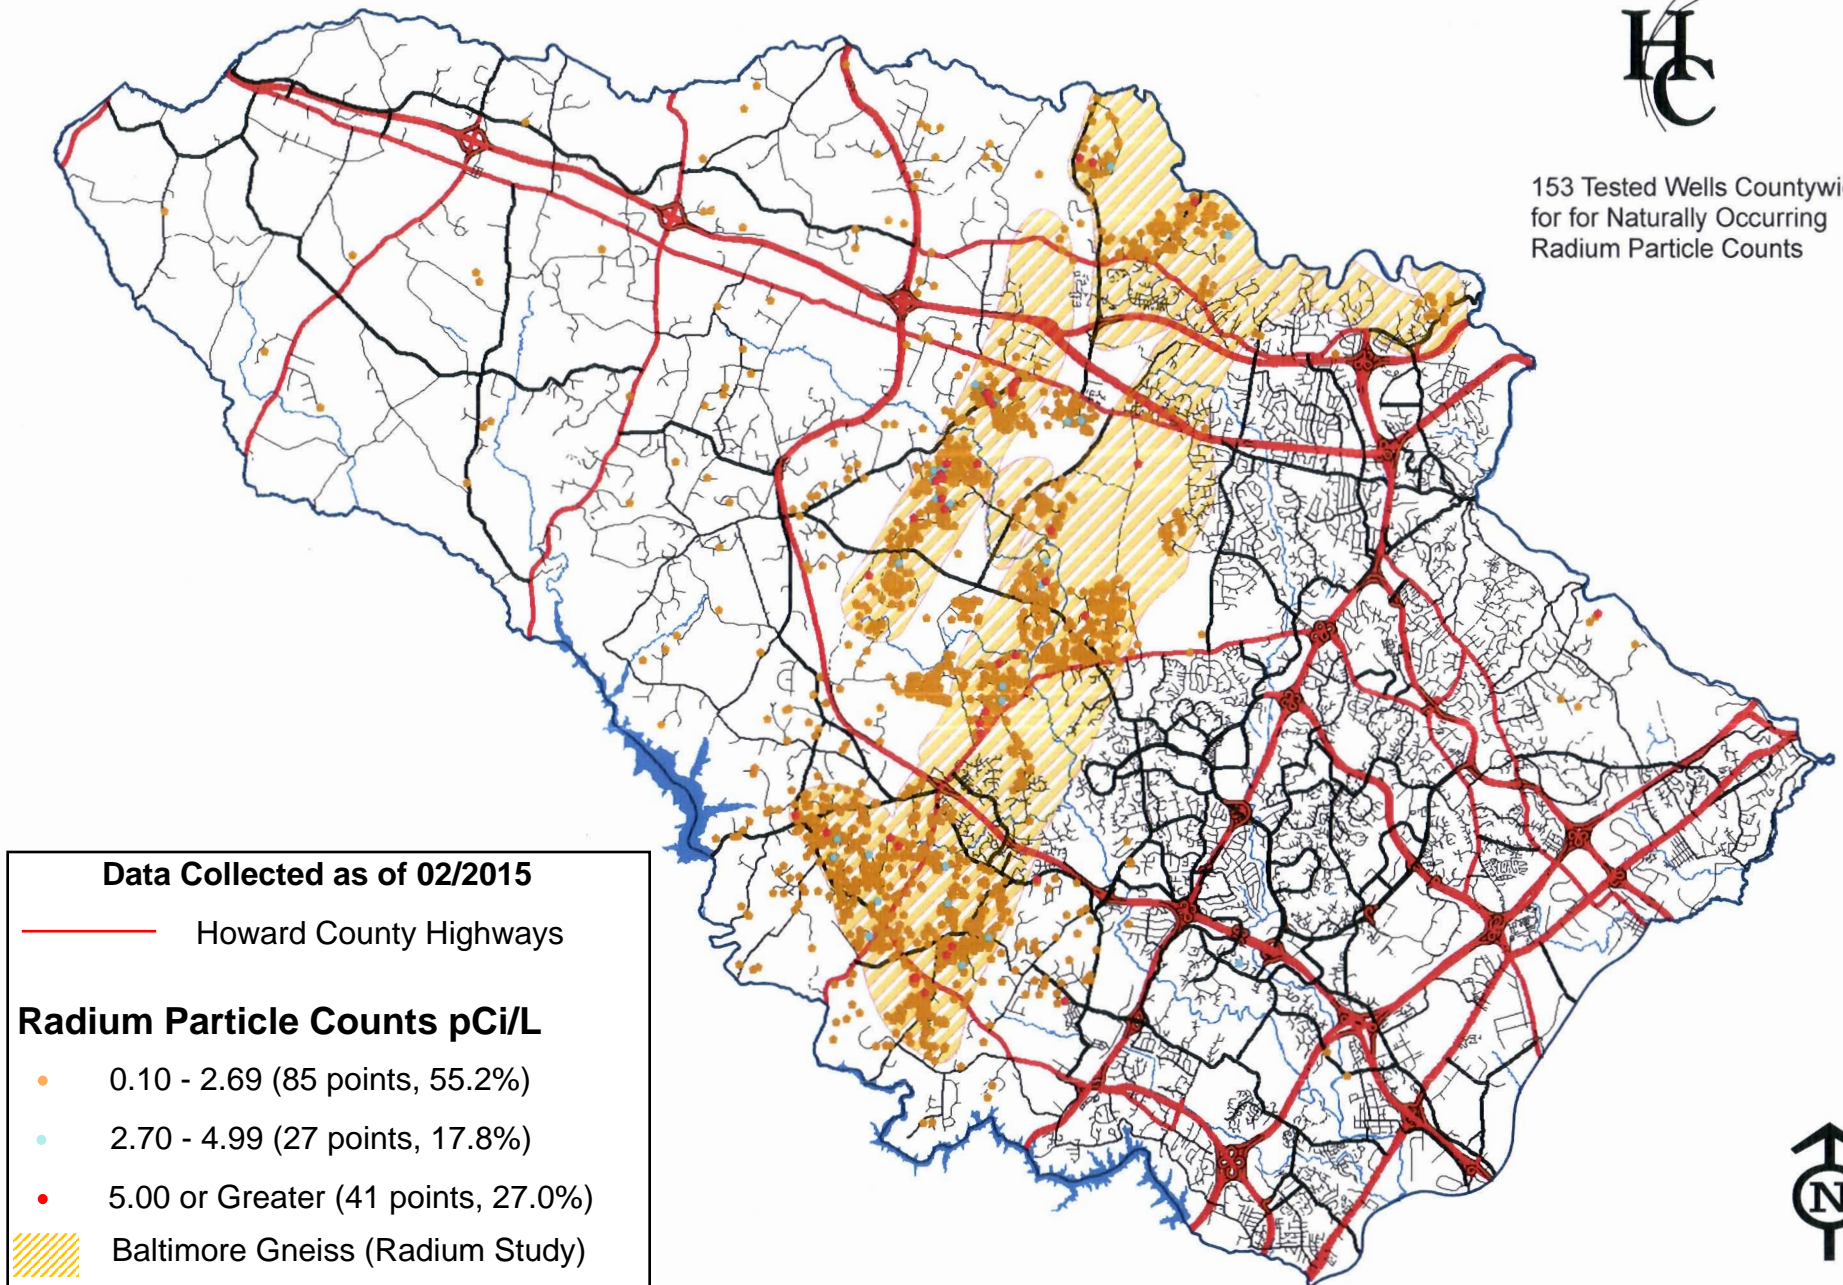 HC
153 Tested Wells
for for Naturally Occurring
Radium Particle Counts
Data Collected as of 02/2015
Howard County Highways
Radium Particle Counts pCi/L
0.10 - 2.69 (85 points, 55.2%)
2.70 - 4.99 (27 points, 17.8%)
5.00 or Greater (41 points, 27.0%)
Baltimore Gneiss (Radium Study)
N